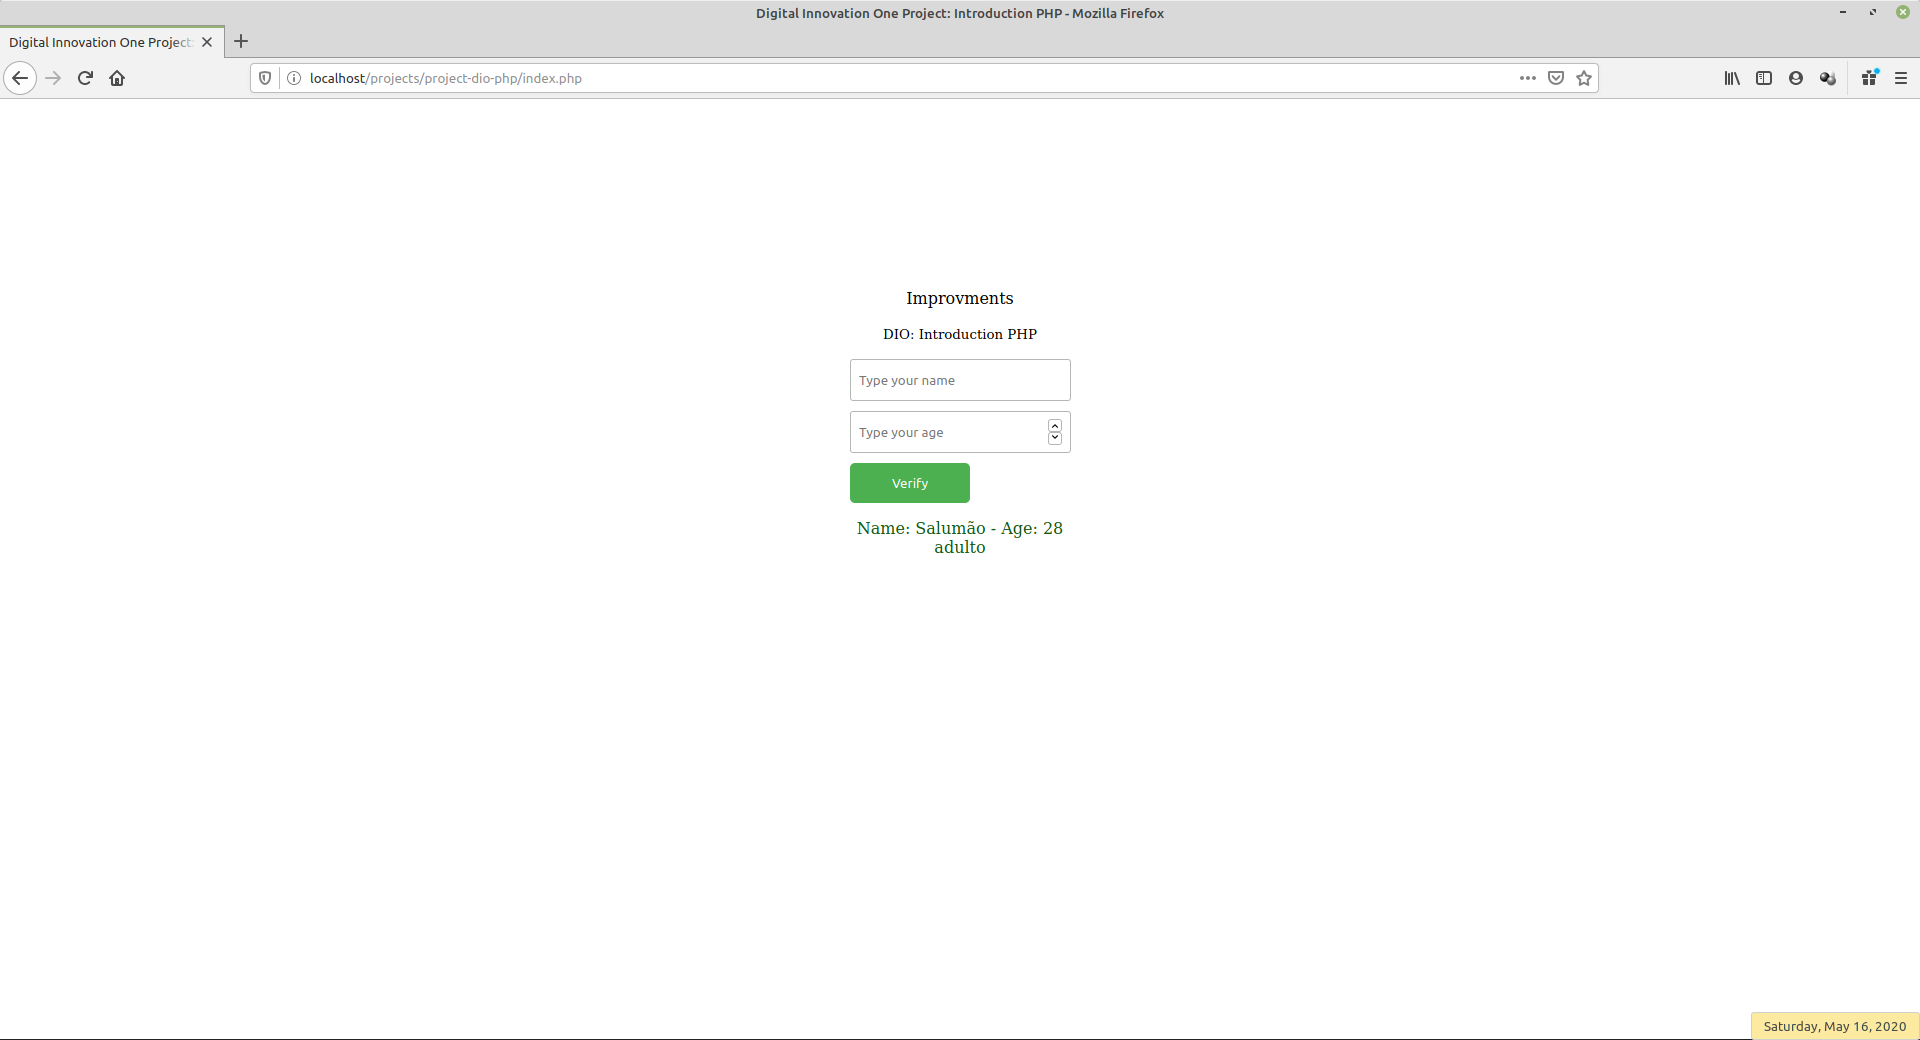 Digital Innovation One Project: Introduction PHP - Mozilla Firefox
Digital Innovation One Project:
localhost/projects/project-dio-php/index.php
Improvments
DIO: Introduction PHP
Type your name
Type your age
Verify
Name: Salumão - Age: 28
adulto
Saturday, May 16, 2020